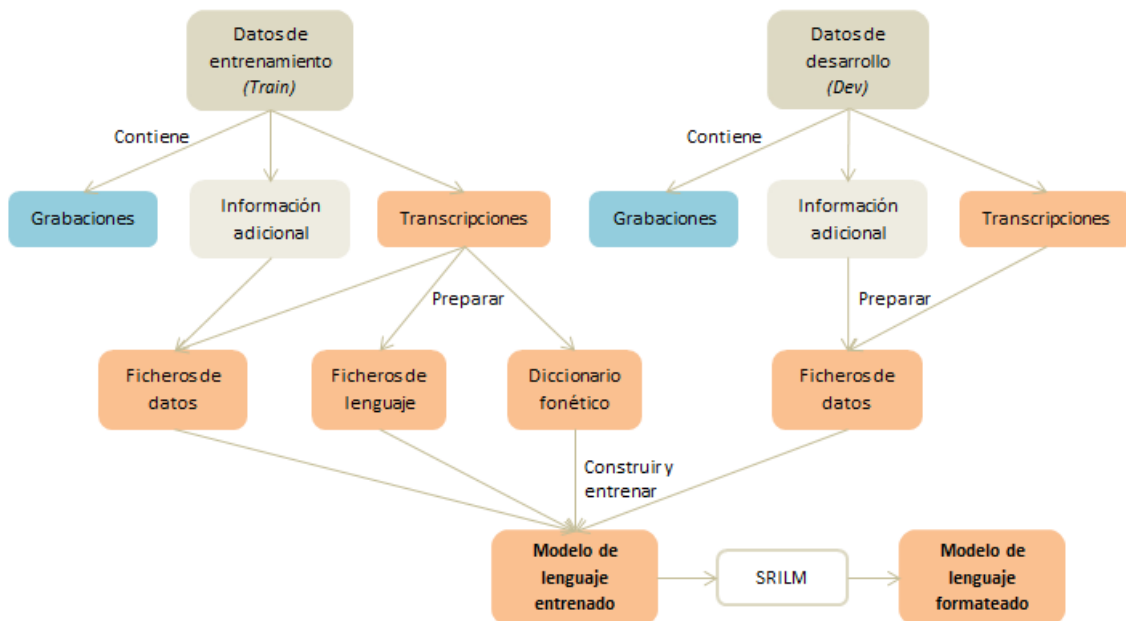 Datos de
entrenamiento
(Train)
Datos de
desarrollo
(Dev)
Contiene
Contiene
Grabaciones
Información
adicional
Transcripciones
Grabaciones
Información
adicional
Transcripciones
Preparar
Preparar
Ficheros de
datos
Ficheros de
lenguaje
Diccionario
fonético
Ficheros de
datos
Construir y
entrenar
Modelo de
lenguaje
entrenado
SRILM
Modelo de
lenguaje
formateado